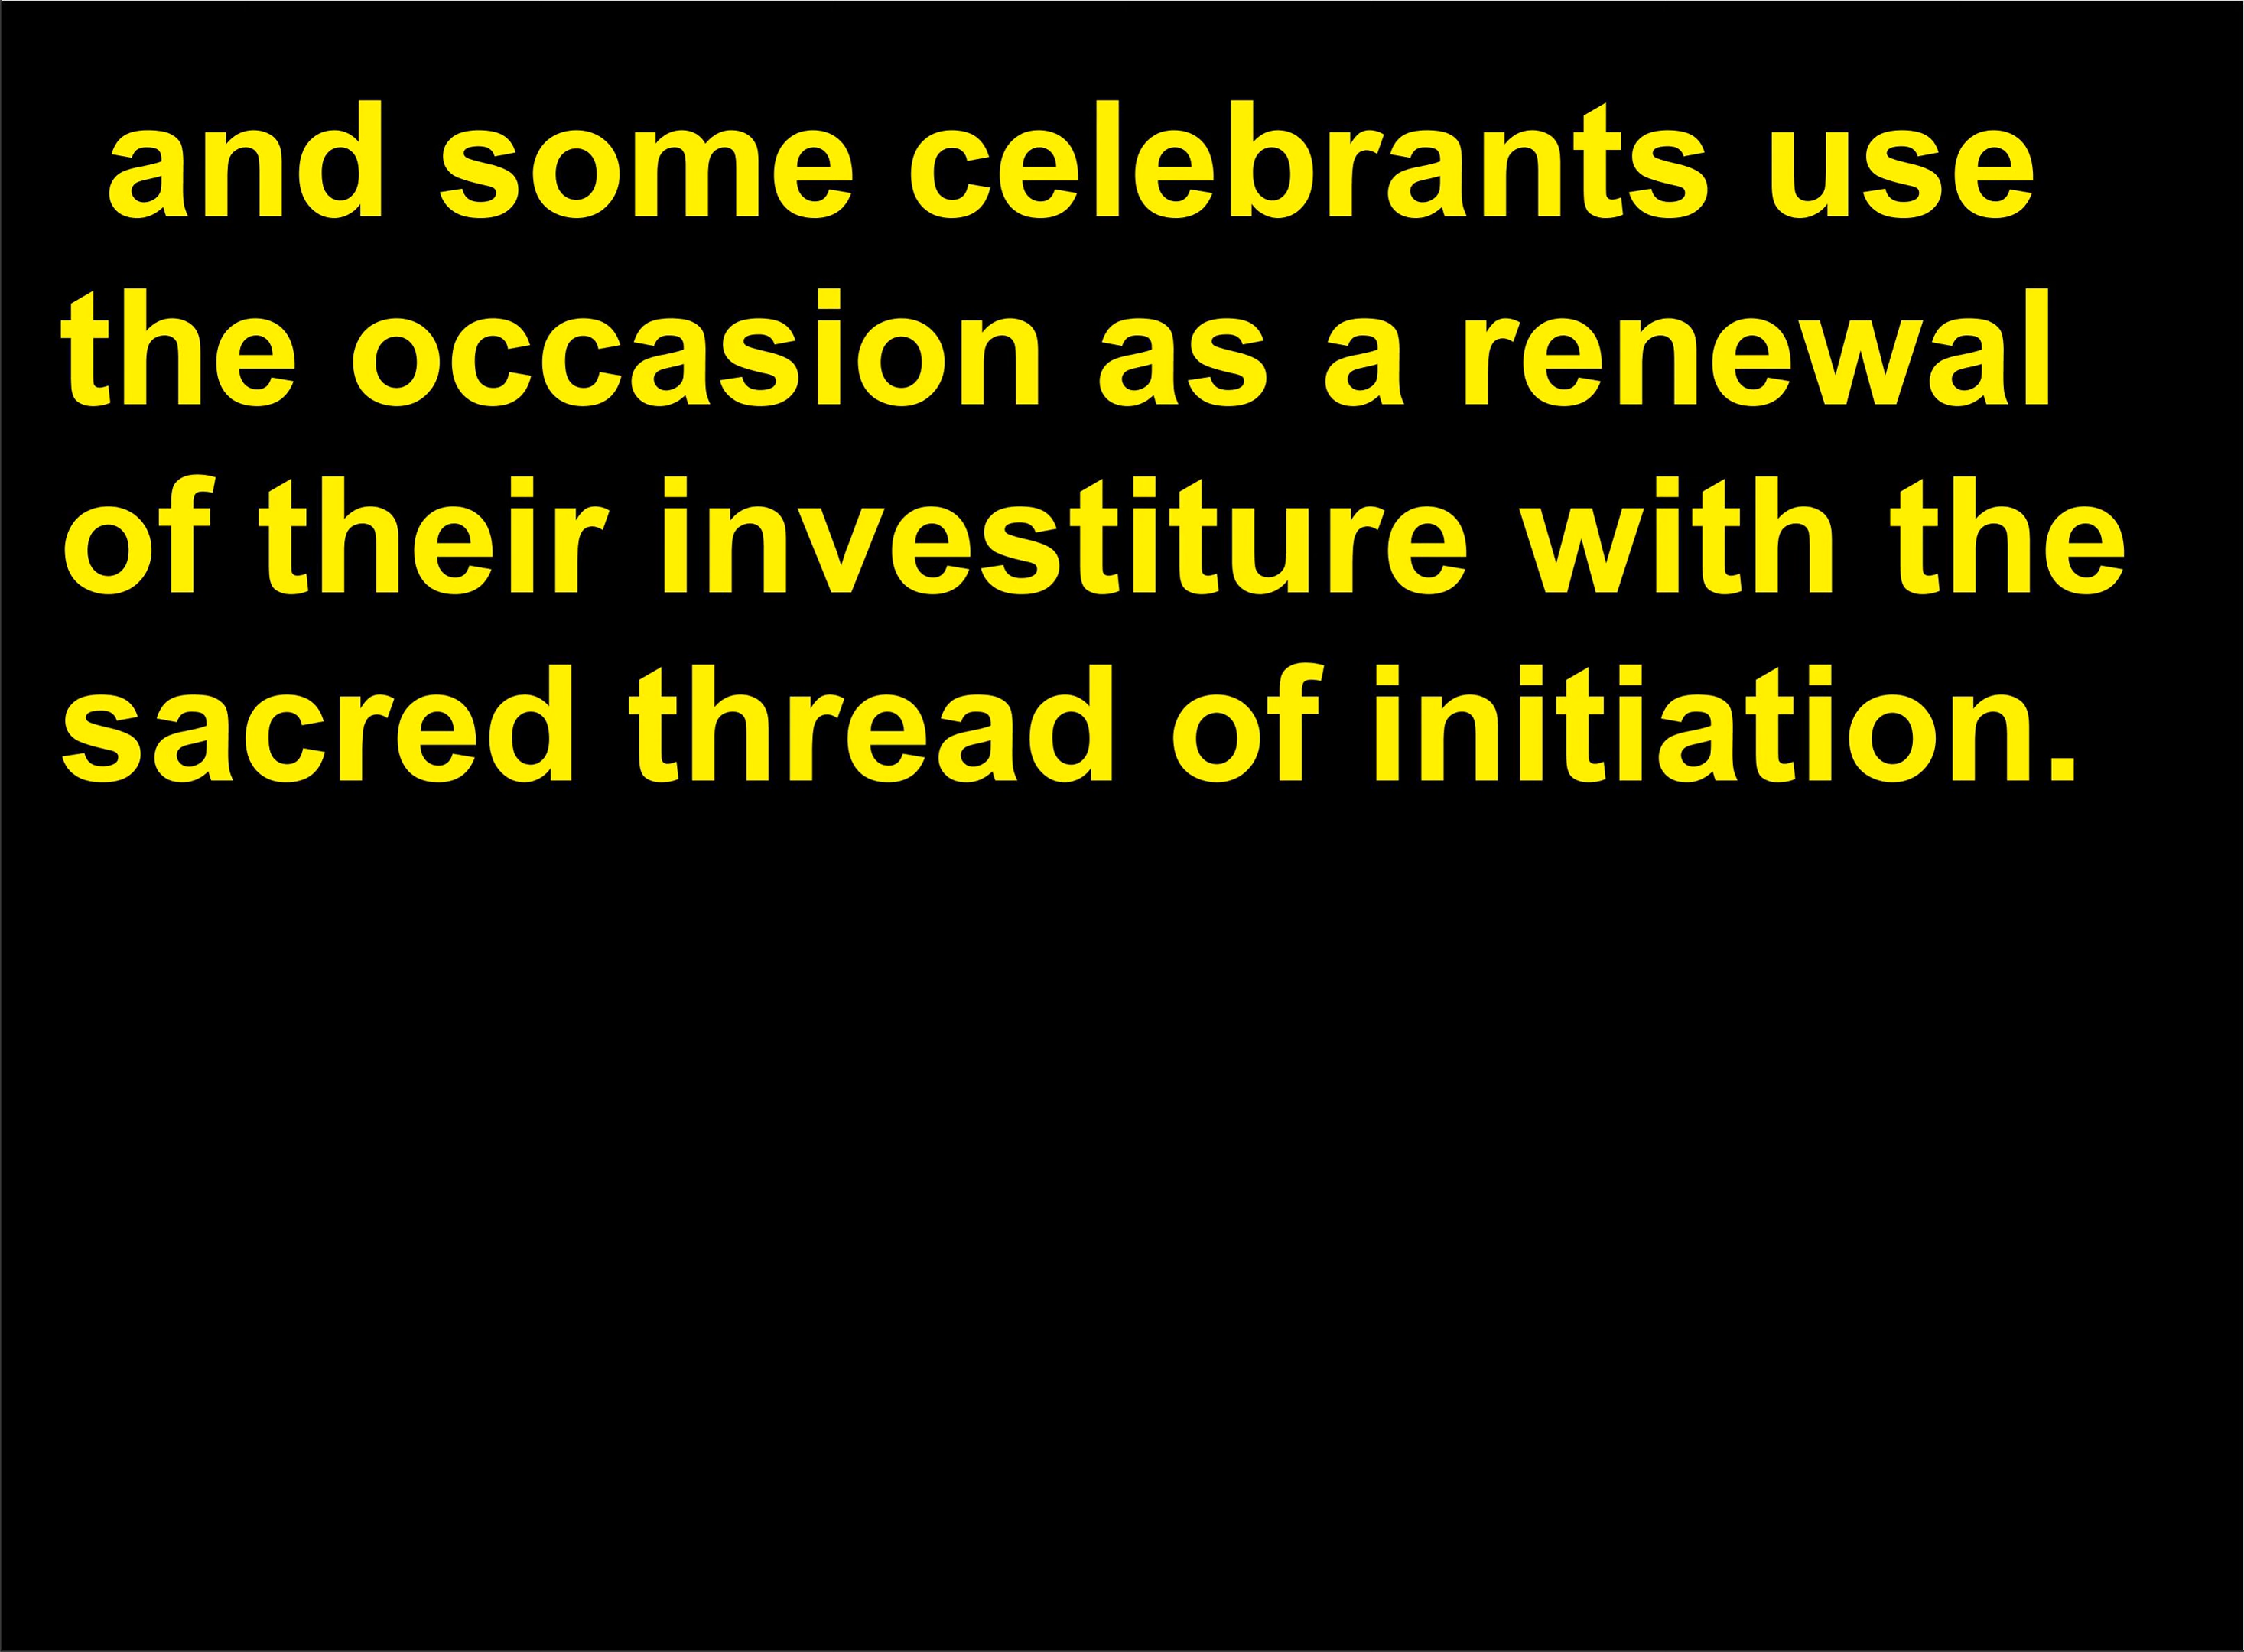 and some celebrants use
the occasion as a renewal
of their investiture with the
sacred thread of initiation.